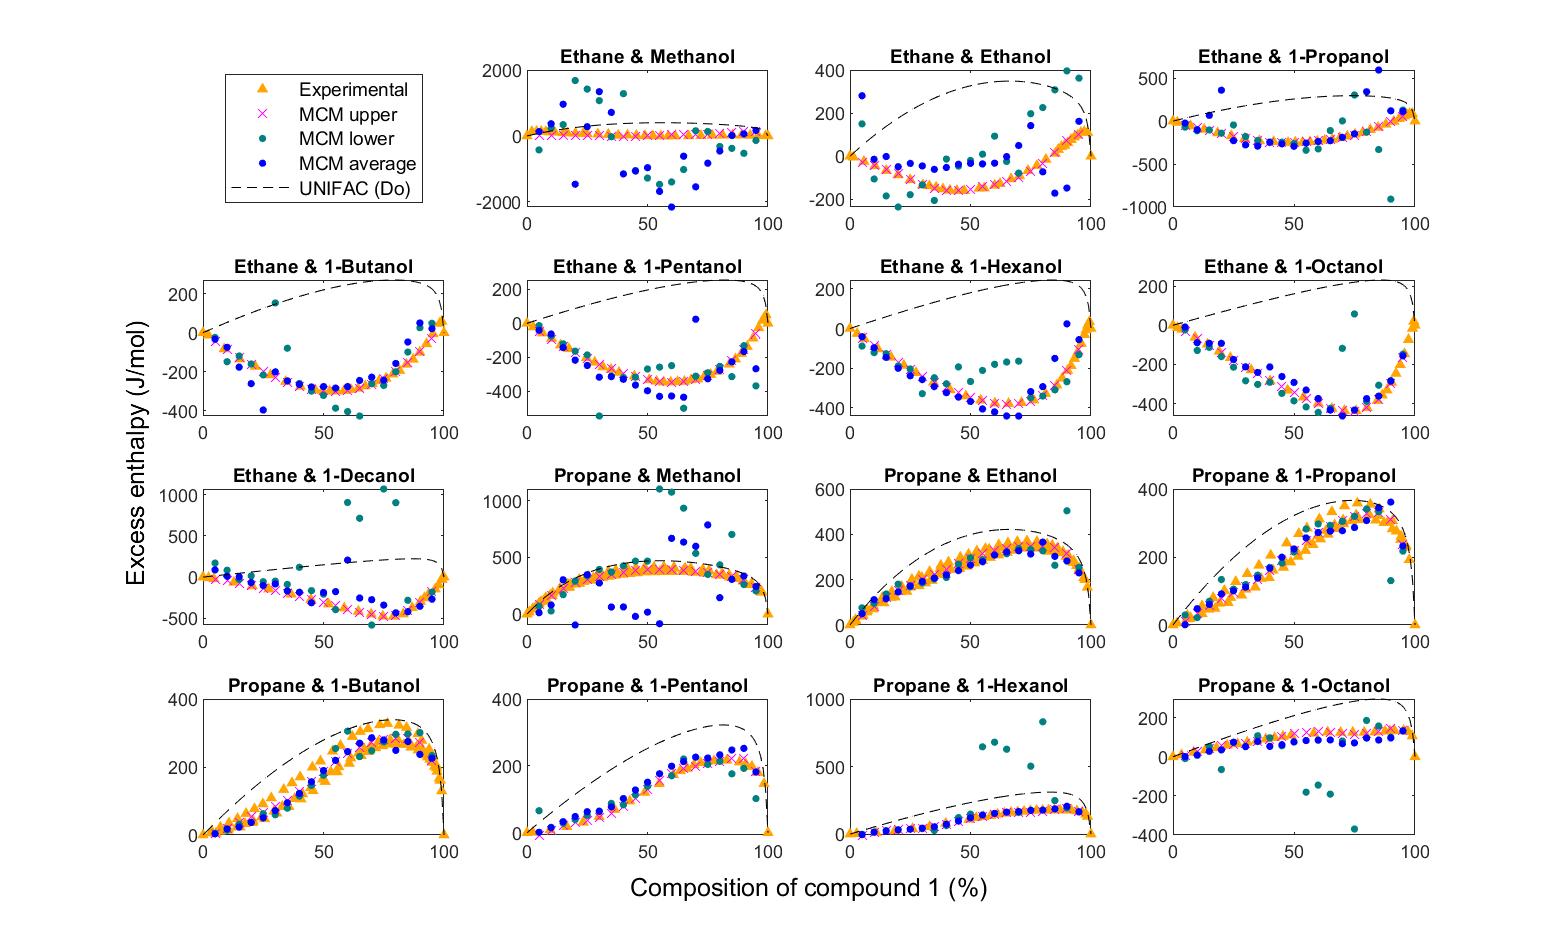 Experimental
MCM upper
MCM lower
MCM average
UNIFAC (Do)
Ethane & Methanol
2000
0
-2000
0 50 100
Ethane & Ethanol
400
200
0
-200
0 50 100
Ethane & 1-Propanol
500
0
-500
-1000
0 50 100
Ethane & 1-Butanol
200
0
-200
-400
0 50 100
Ethane & 1-Pentanol
200
0
-200
-400
0 50 100
Ethane & 1-Hexanol
200
0
-200
-400
0 50 100
Ethane & 1-Octanol
200
0
-200
-400
0 50 100
Excess enthalpy (J/mol)
Ethane & 1-Decanol
1000
500
0
-500
0 50 100
Propane & Methanol
1000
500
0
0 50 100
Propane & Ethanol
600
400
200
0
0 50 100
Propane & 1-Propanol
400
200
0
0 50 100
Propane & 1-Butanol
400
200
0
0 50 100
Propane & 1-Pentanol
400
200
0
0 50 100
Propane & 1-Hexanol
1000
500
0
0 50 100
Propane & 1-Octanol
200
0
-200
-400
0 50 100
Composition of compound 1 (%)